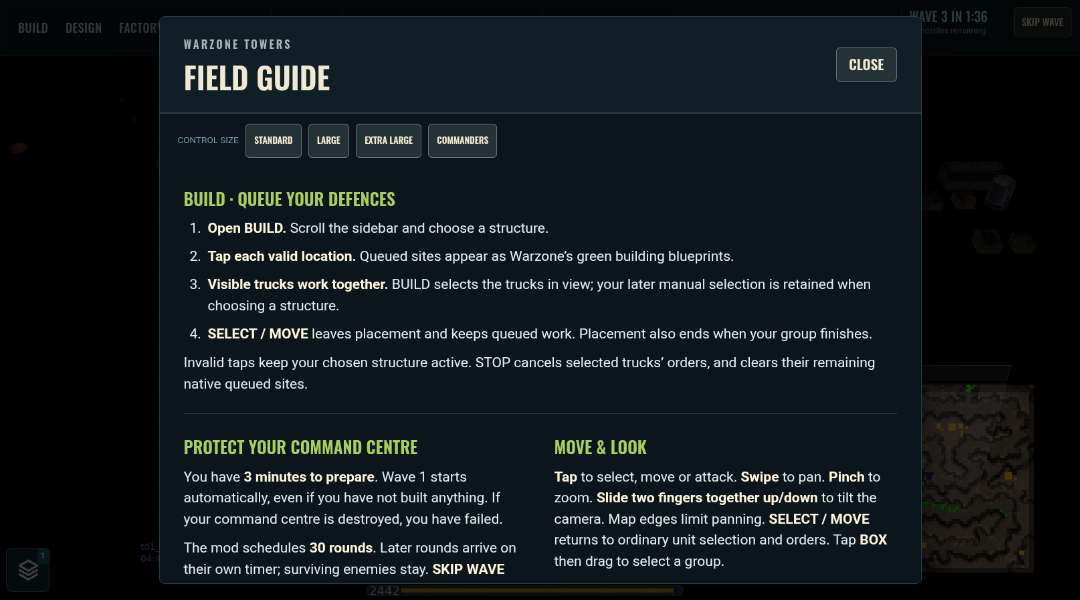 BUILD DESIGN FACTORY
WAVE 3 IN 1:36
hostiles remaining
SKIP WAVE
WARZONE TOWERS
FIELD GUIDE
CLOSE
CONTROL SIZE STANDARD LARGE EXTRA LARGE COMMANDERS
BUILD · QUEUE YOUR DEFENCES
1. Open BUILD. Scroll the sidebar and choose a structure.
2. Tap each valid location. Queued sites appear as Warzone’s green building blueprints.
3. Visible trucks work together. BUILD selects the trucks in view; your later manual selection is retained when
choosing a structure.
4. SELECT / MOVE leaves placement and keeps queued work. Placement also ends when your group finishes.
Invalid taps keep your chosen structure active. STOP cancels selected trucks’ orders, and clears their remaining
native queued sites.
PROTECT YOUR COMMAND CENTRE
You have 3 minutes to prepare. Wave 1 starts
automatically, even if you have not built anything. If
your command centre is destroyed, you have failed.
The mod schedules 30 rounds. Later rounds arrive on
their own timer; surviving enemies stay. SKIP WAVE
MOVE & LOOK
Tap to select, move or attack. Swipe to pan. Pinch to
zoom. Slide two fingers together up/down to tilt the
camera. Map edges limit panning. SELECT / MOVE
returns to ordinary unit selection and orders. Tap BOX
then drag to select a group.
1
2442